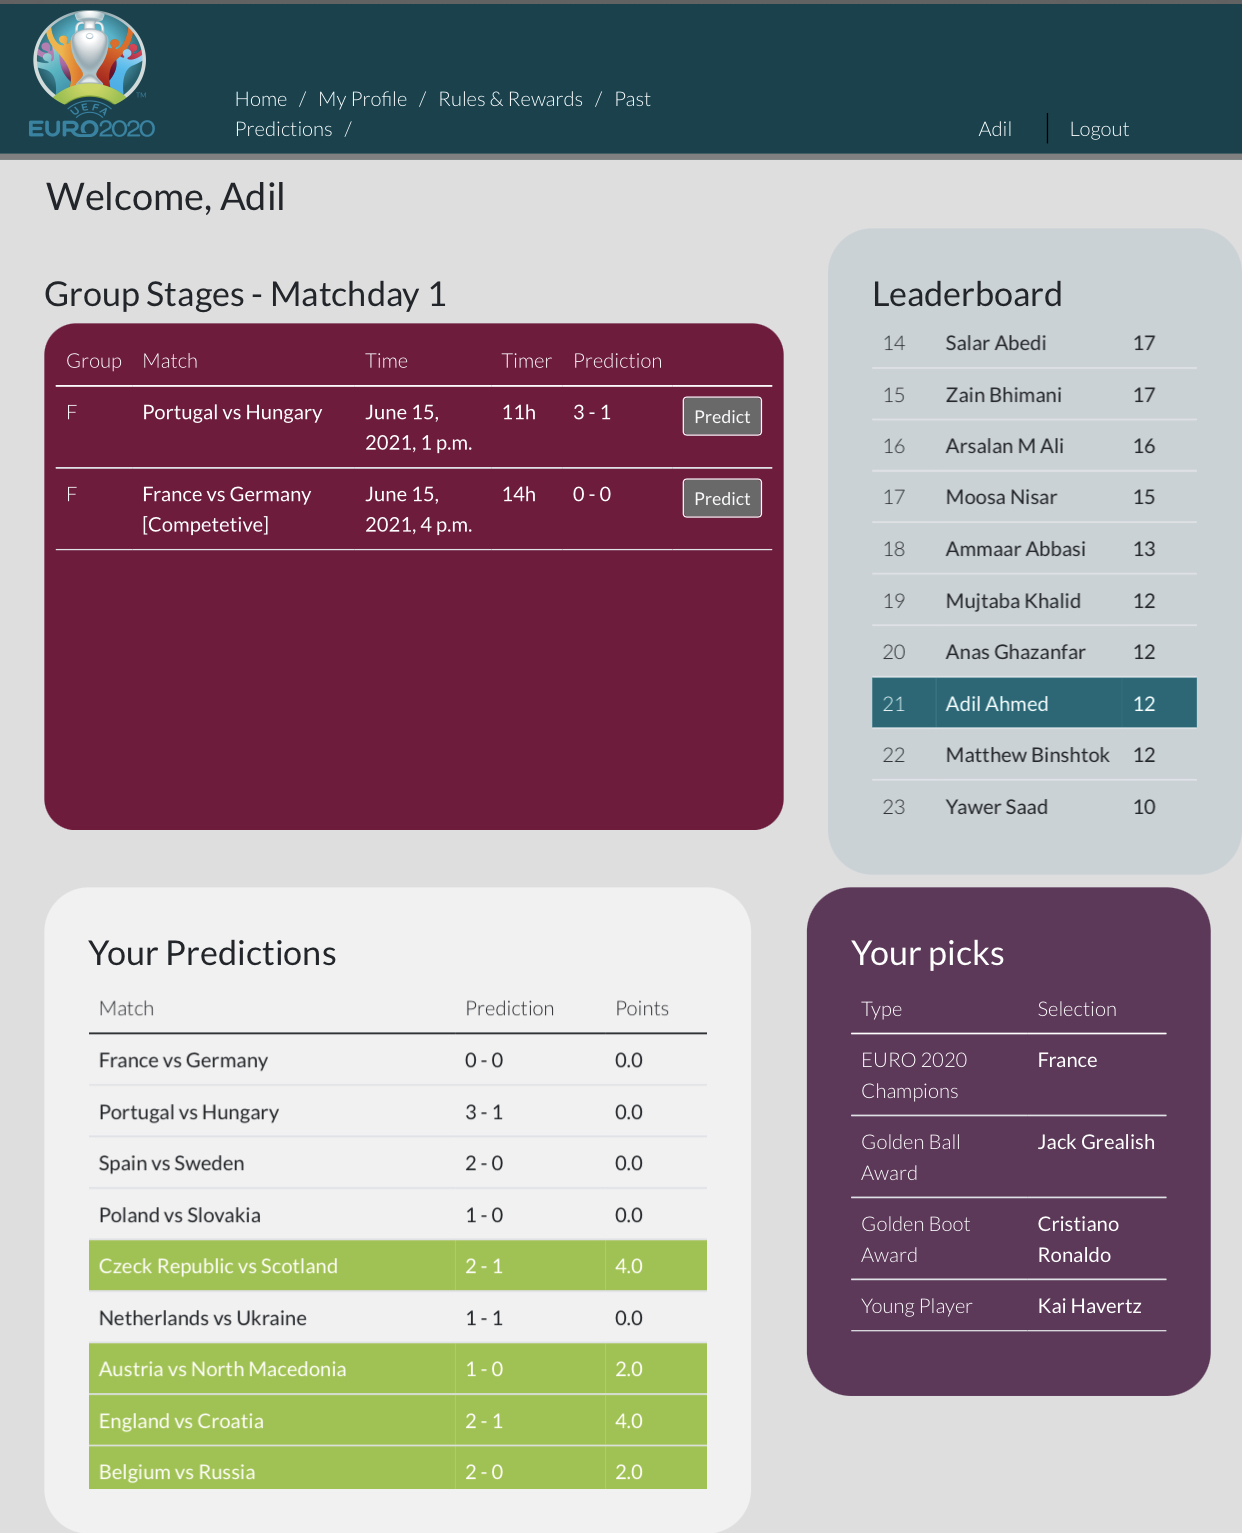 UEFA
EURO2020
™
Home / My Profile / Rules & Rewards / Past
Predictions /
Adil
Logout
Welcome, Adil
Group Stages - Matchday 1
Group Match Time Timer Prediction
F Portugal vs Hungary June 15, 11h 3 - 1 Predict
2021, 1 p.m.
F France vs Germany June 15, 14h 0 - 0 Predict
[Competetive] 2021, 4 p.m.
Leaderboard
14 Salar Abedi 17
15 Zain Bhimani 17
16 Arsalan M Ali 16
17 Moosa Nisar 15
18 Ammaar Abbasi 13
19 Mujtaba Khalid 12
20 Anas Ghazanfar 12
21 Adil Ahmed 12
22 Matthew Binshtok 12
23 Yawer Saad 10
Your Predictions
Match Prediction Points
France vs Germany 0 - 0 0.0
Portugal vs Hungary 3 - 1 0.0
Spain vs Sweden 2 - 0 0.0
Poland vs Slovakia 1 - 0 0.0
Czeck Republic vs Scotland 2 - 1 4.0
Netherlands vs Ukraine 1 - 1 0.0
Austria vs North Macedonia 1 - 0 2.0
England vs Croatia 2 - 1 4.0
Belgium vs Russia 2 - 0 2.0
Your picks
Type Selection
EURO 2020 France
Champions
Golden Ball Jack Grealish
Award
Golden Boot Cristiano
Award Ronaldo
Young Player Kai Havertz